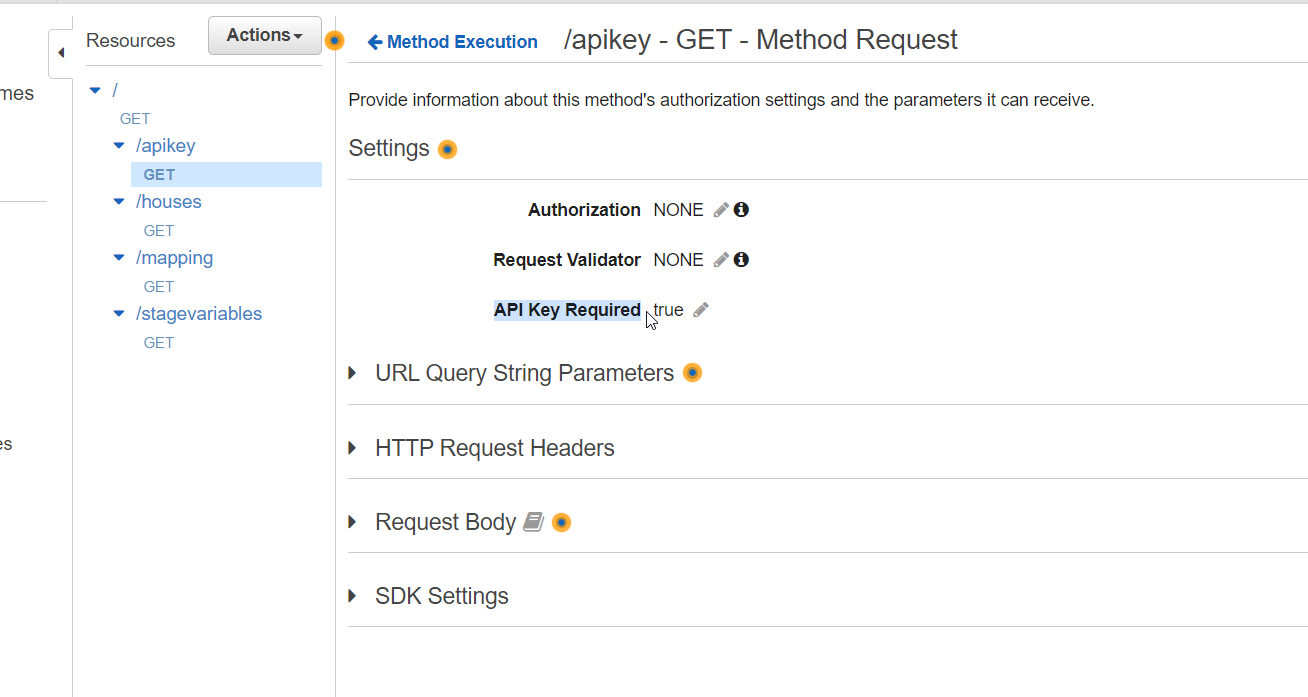 Resources
Actions
Method Execution
/apikey - GET - Method Request
mes
/
GET
/apikey
GET
/houses
GET
/mapping
GET
/stagevariables
GET
es
Provide information about this method's authorization settings and the parameters it can receive.
Settings
Authorization NONE
Request Validator NONE
API Key Required true
URL Query String Parameters
HTTP Request Headers
Request Body
SDK Settings